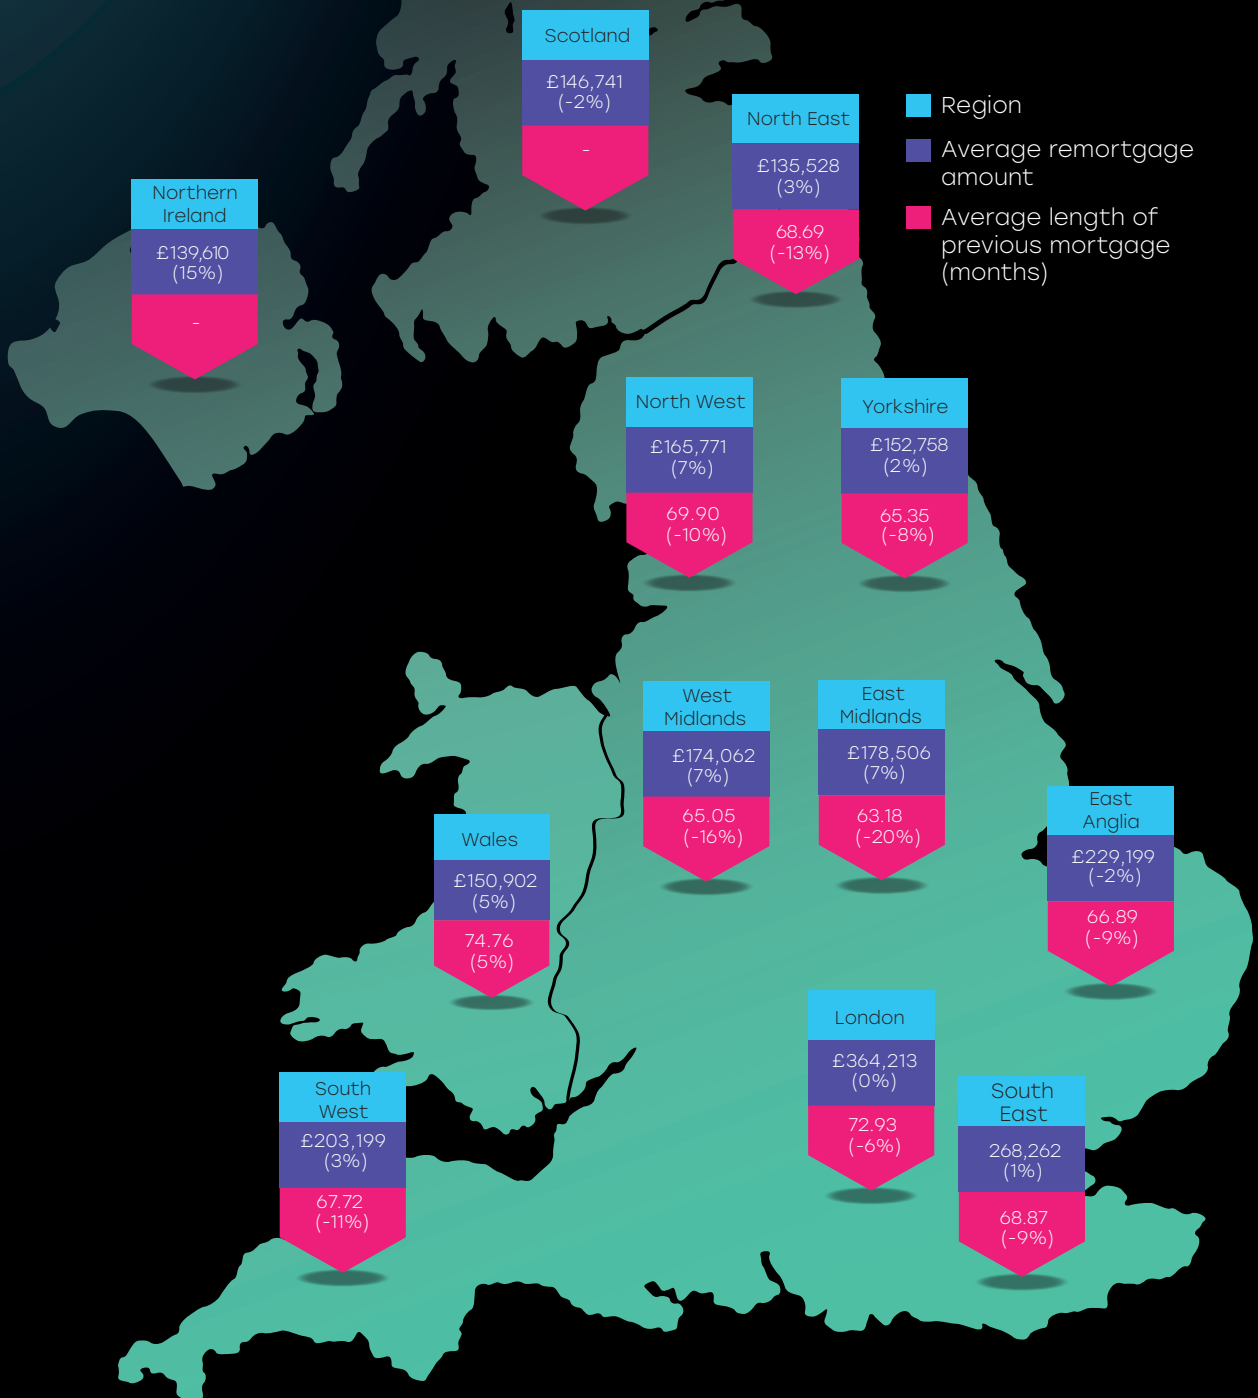 Scotland
£146,741
(-2%)
-
North East
£135,528
(3%)
68.69
(-13%)
Region
Average remortgage
amount
Average length of
previous mortgage
(months)
Northern
Ireland
£139,610
(15%)
-
North West
£165,771
(7%)
69.90
(-10%)
Yorkshire
£152,758
(2%)
65.35
(-8%)
West
Midlands
£174,062
(7%)
65.05
(-16%)
East
Midlands
£178,506
(7%)
63.18
(-20%)
East
Anglia
£229,199
(-2%)
66.89
(-9%)
Wales
£150,902
(5%)
74.76
(5%)
London
£364,213
(0%)
72.93
(-6%)
South
East
268,262
(1%)
68.87
(-9%)
South
West
£203,199
(3%)
67.72
(-11%)